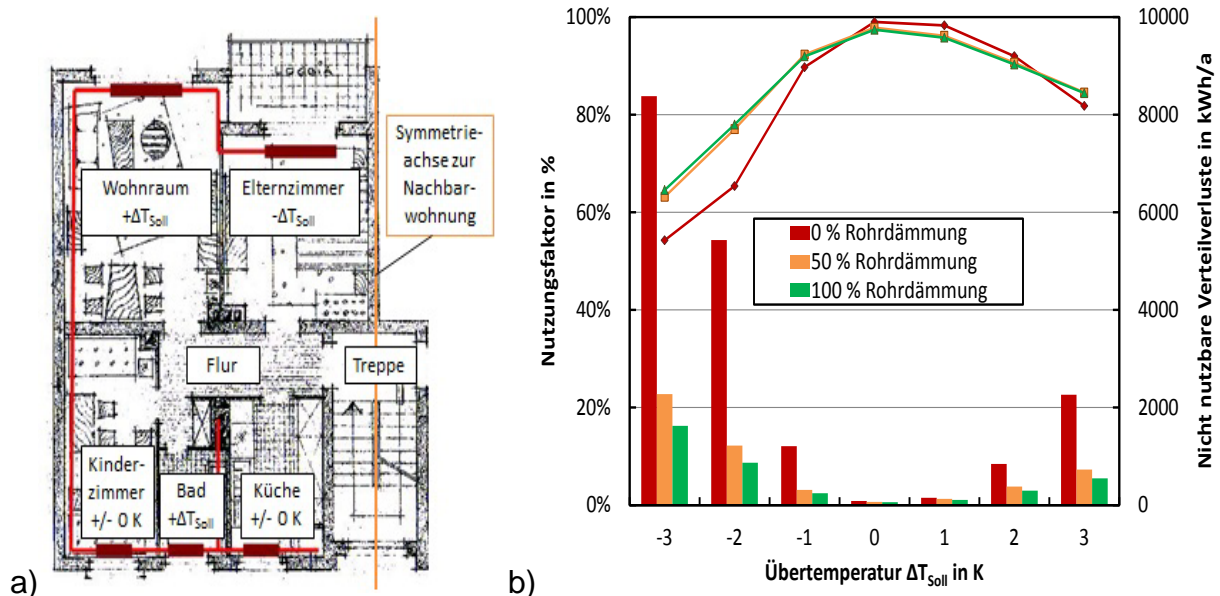 Loggia
Symmetrie-
achse zur
Nachbar-
wohnung
Wohnraum
+ΔT_Soll
Elternzimmer
-ΔT_Soll
Flur
Treppe
Kinder-
zimmer
+/- 0 K
Bad
+ΔT_Soll
Küche
+/- 0 K
a)
b)
100%
80%
60%
40%
20%
0%
Nutzungsfaktor in %
0 % Rohrdämmung
50 % Rohrdämmung
100 % Rohrdämmung
10000
8000
6000
4000
2000
0
Nicht nutzbare Verteilverluste in kWh/a
-3 -2 -1 0 1 2 3
Übertemperatur ΔT_Soll in K